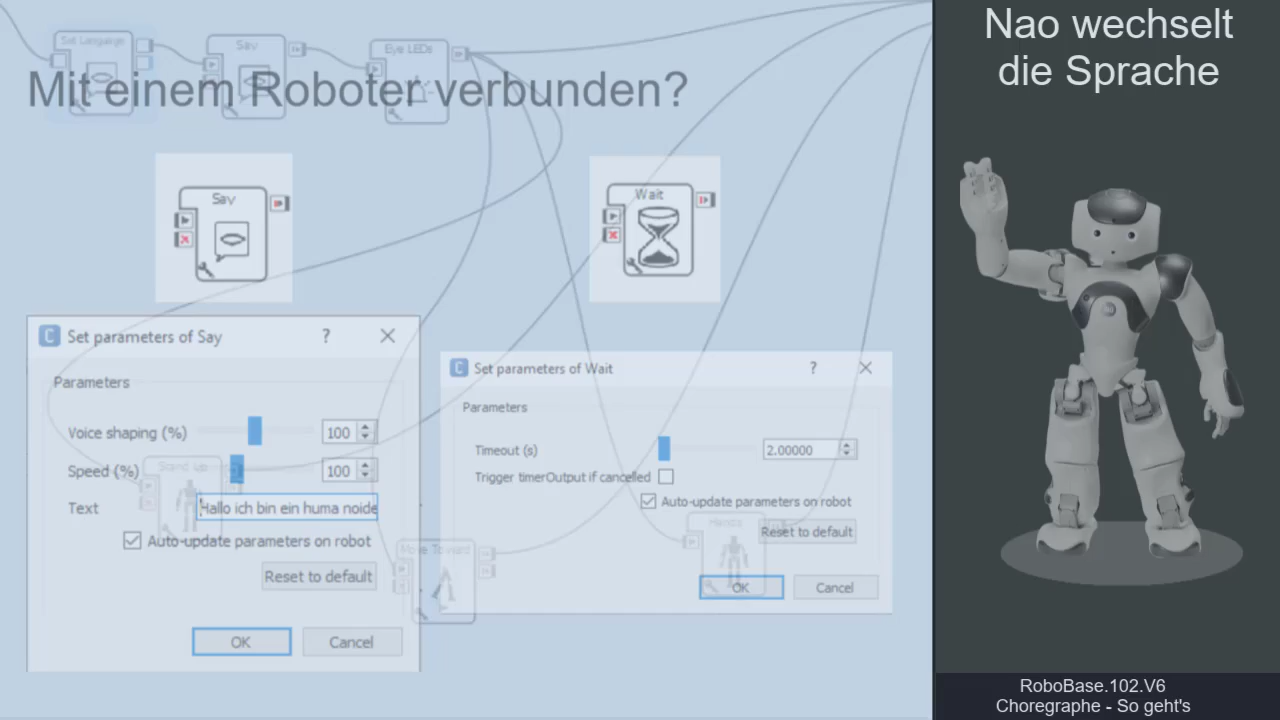 Set Language
Say
Eye LEDs
Mit einem Roboter verbunden?
Say
Wait
Set parameters of Say
?
Parameters
Voice shaping (%)
100
Speed (%)
100
Text
Hallo ich bin ein huma noide
Auto-update parameters on robot
Reset to default
OK
Cancel
Stand Up
Move Toward
Set parameters of Wait
?
Parameters
Timeout (s)
2.00000
Trigger timerOutput if cancelled
Auto-update parameters on robot
Reset to default
OK
Cancel
Nao wechselt
die Sprache
RoboBase.102.V6
Choregraphe - So geht's